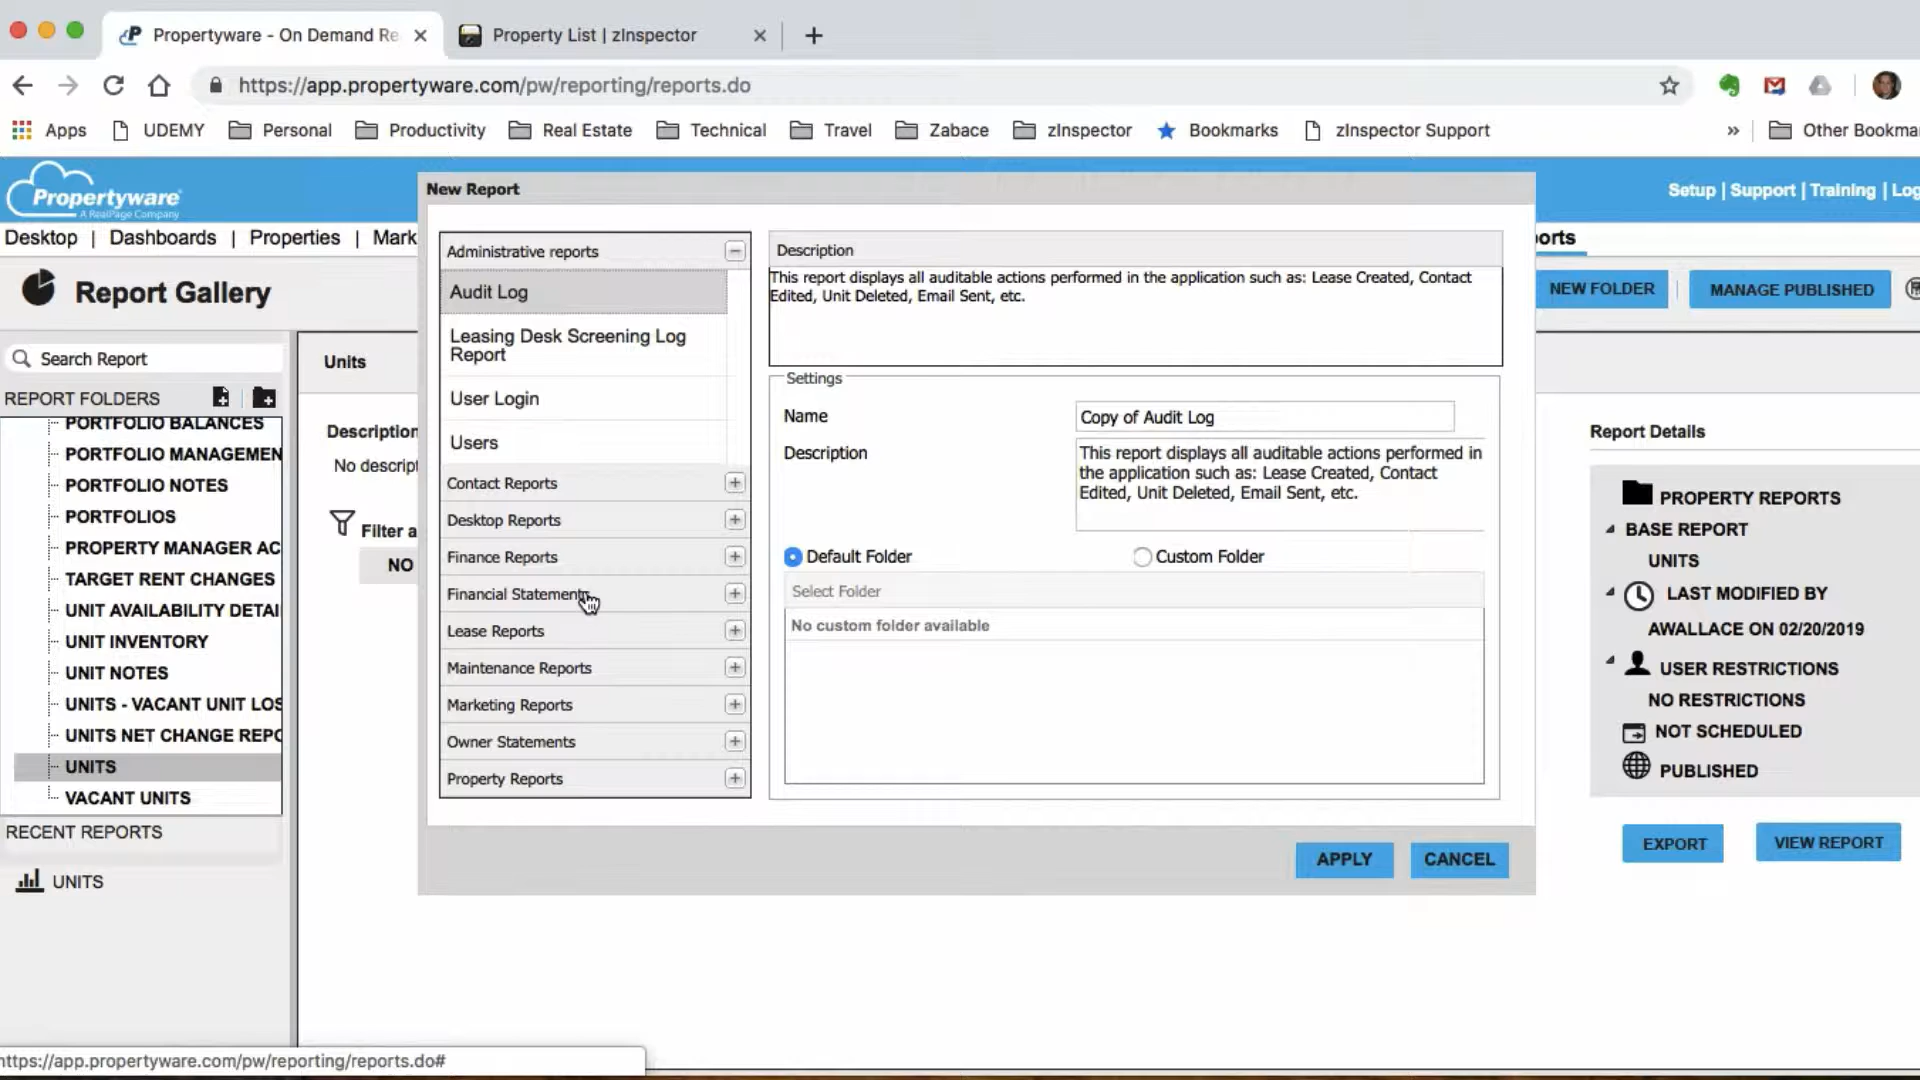 Propertyware - On Demand Re
Property List | zInspector
https://app.propertyware.com/pw/reporting/reports.do
Apps
UDEMY
Personal
Productivity
Real Estate
Technical
Travel
Zabace
zInspector
Bookmarks
zInspector Support
»
Other Bookma
Propertyware
A RealPage Company
Setup | Support | Training | Log
Desktop | Dashboards | Properties | Mark
orts
Report Gallery
NEW FOLDER
MANAGE PUBLISHED
Search Report
REPORT FOLDERS
PORTFOLIO BALANCES
PORTFOLIO MANAGEMEN
PORTFOLIO NOTES
PORTFOLIOS
PROPERTY MANAGER AC
TARGET RENT CHANGES
UNIT AVAILABILITY DETAI
UNIT INVENTORY
UNIT NOTES
UNITS - VACANT UNIT LOS
UNITS NET CHANGE REPO
UNITS
VACANT UNITS
RECENT REPORTS
UNITS
Units
Description
No descript
Filter a
NO
New Report
Administrative reports
Audit Log
Leasing Desk Screening Log
Report
User Login
Users
Contact Reports
Desktop Reports
Finance Reports
Financial Statements
Lease Reports
Maintenance Reports
Marketing Reports
Owner Statements
Property Reports
Description
This report displays all auditable actions performed in the application such as: Lease Created, Contact
Edited, Unit Deleted, Email Sent, etc.
Settings
Name
Copy of Audit Log
Description
This report displays all auditable actions performed in
the application such as: Lease Created, Contact
Edited, Unit Deleted, Email Sent, etc.
Default Folder
Custom Folder
Select Folder
No custom folder available
APPLY
CANCEL
Report Details
PROPERTY REPORTS
BASE REPORT
UNITS
LAST MODIFIED BY
AWALLACE ON 02/20/2019
USER RESTRICTIONS
NO RESTRICTIONS
NOT SCHEDULED
PUBLISHED
EXPORT
VIEW REPORT
https://app.propertyware.com/pw/reporting/reports.do#